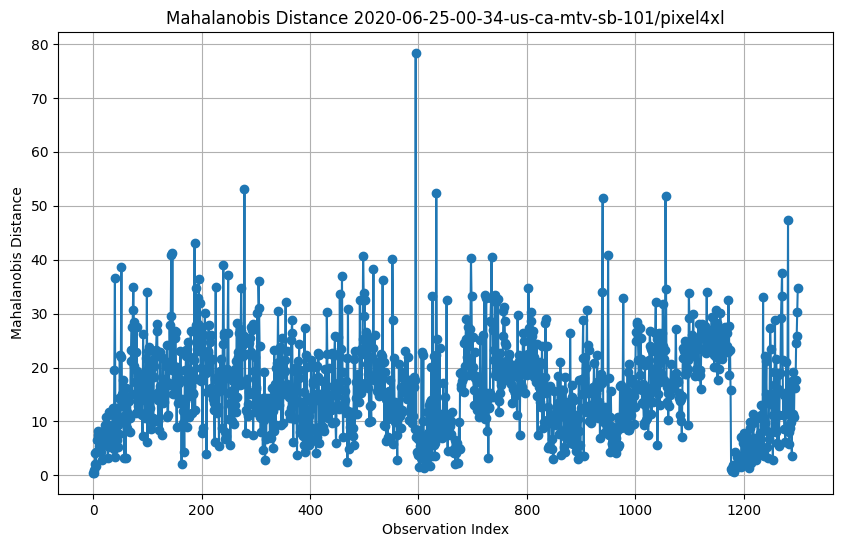 Mahalanobis Distance 2020-06-25-00-34-us-ca-mtv-sb-101/pixel4xl
80
70
60
50
40
30
20
10
0
Mahalanobis Distance
0 200 400 600 800 1000 1200
Observation Index